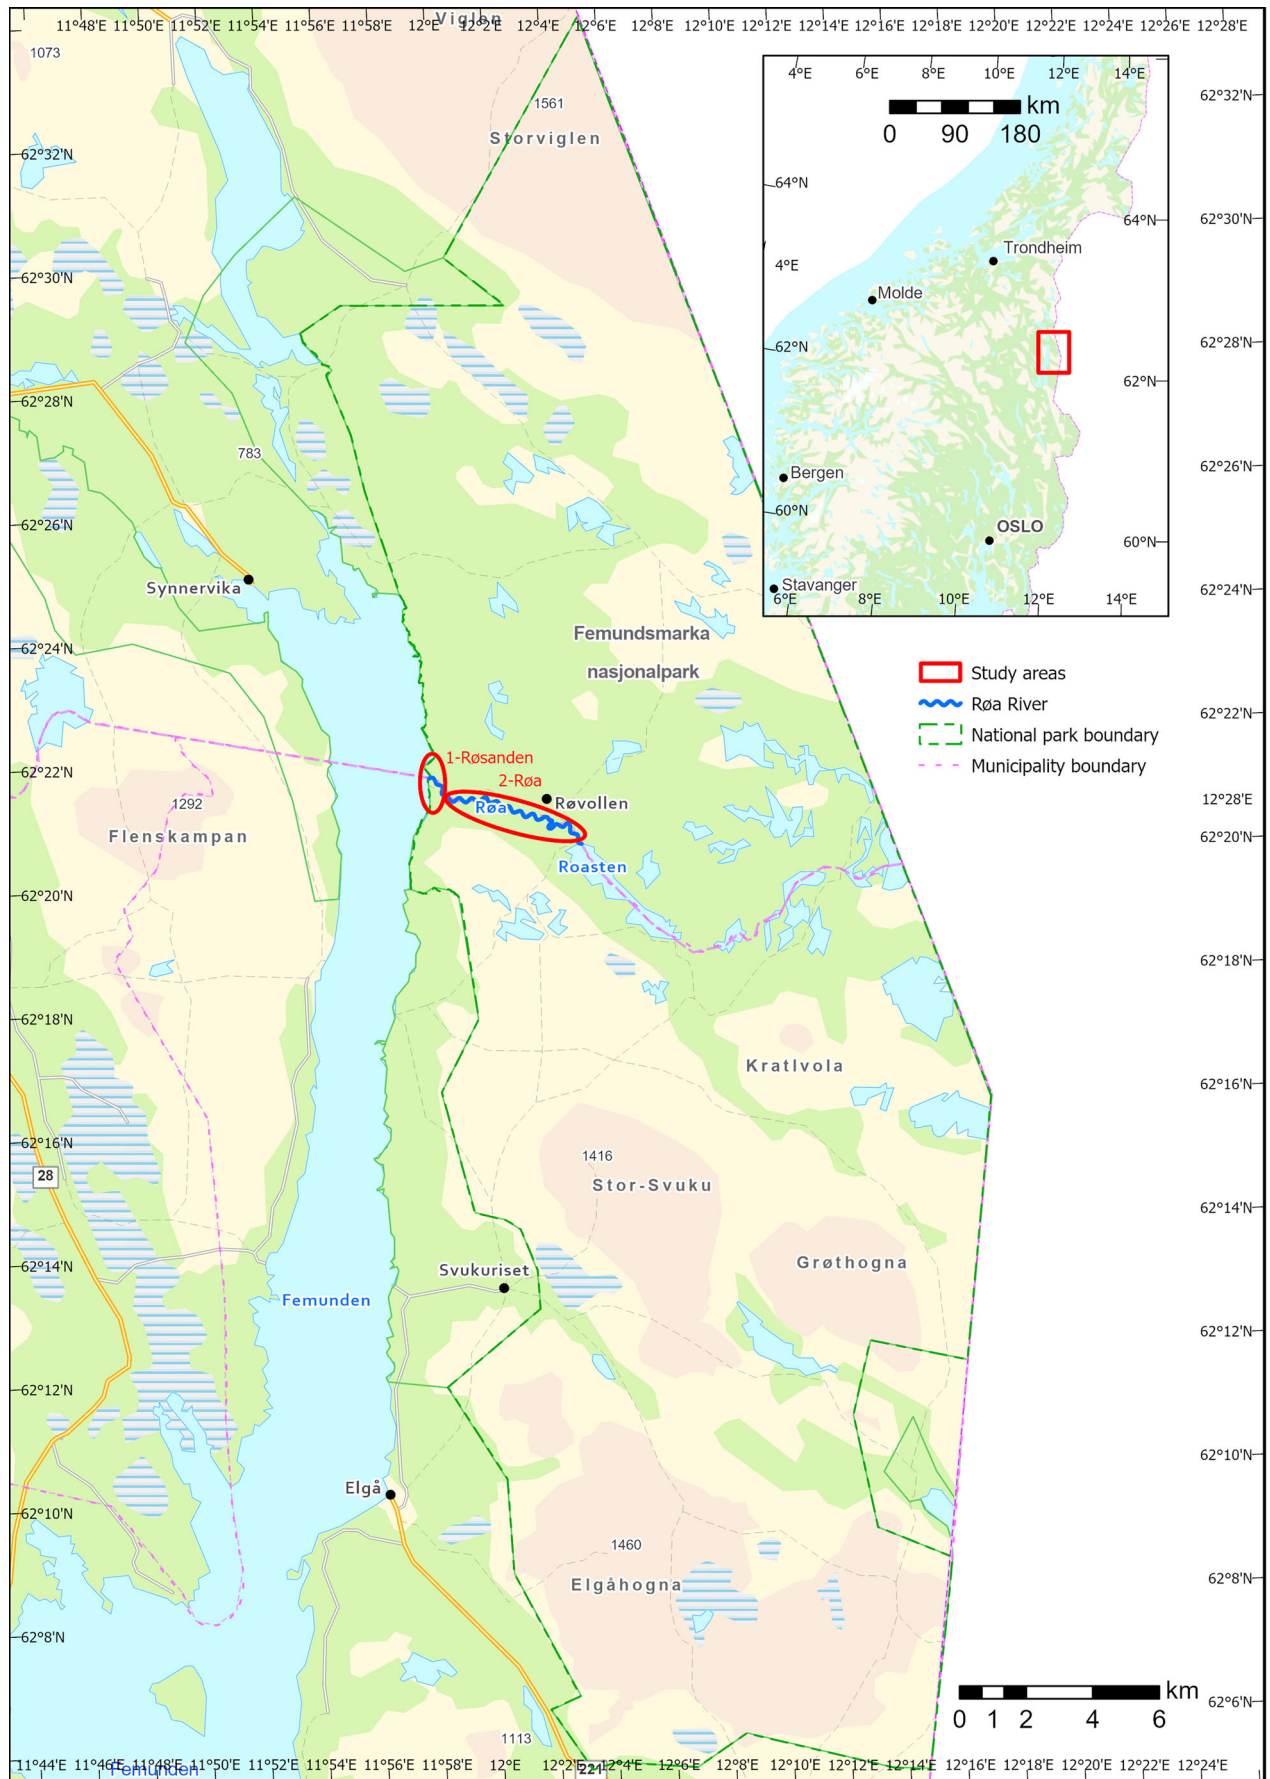 Viglen
11°48'E 11°50'E 11°52'E 11°54'E 11°56'E 11°58'E 12°0'E 12°2'E 12°4'E 12°6'E 12°8'E 12°10'E 12°12'E 12°14'E 12°16'E 12°18'E 12°20'E 12°22'E 12°24'E 12°26'E 12°28'E
1073
4°E 6°E 8°E 10°E 12°E 14°E
km
0 90 180
62°32'N
1561
Storviglen
62°32'N
64°N
64°N
62°30'N
Trondheim
4°E
62°30'N
Molde
62°N
62°28'N
62°N
62°28'N
783
62°26'N
Bergen
60°N
62°26'N
OSLO
60°N
Synnervika
Stavanger
62°24'N
6°E 8°E 10°E 12°E 14°E
Femundsmarka
nasjonalpark
62°24'N
Study areas
Røa River
62°22'N
National park boundary
Municipality boundary
1-Røsanden
62°22'N
2-Røa
Røa
Røvollen
12°28'E
1292
Flenskampan
62°20'N
Roasten
62°20'N
62°18'N
62°18'N
Kratlvola
62°16'N
62°16'N
1416
28
Stor-Svuku
62°14'N
Grøthogna
62°14'N
Svukuriset
Femunden
62°12'N
62°12'N
62°10'N
Elgå
62°10'N
1460
Elgåhogna
62°8'N
62°8'N
km
62°6'N
0 1 2 4 6
1113
11°44'E 11°46'E 11°48'E 11°50'E 11°52'E 11°54'E 11°56'E 11°58'E 12°0'E 12°2'E 12°4'E 12°6'E 12°8'E 12°10'E 12°12'E 12°14'E 12°16'E 12°18'E 12°20'E 12°22'E 12°24'E
Femunden
221